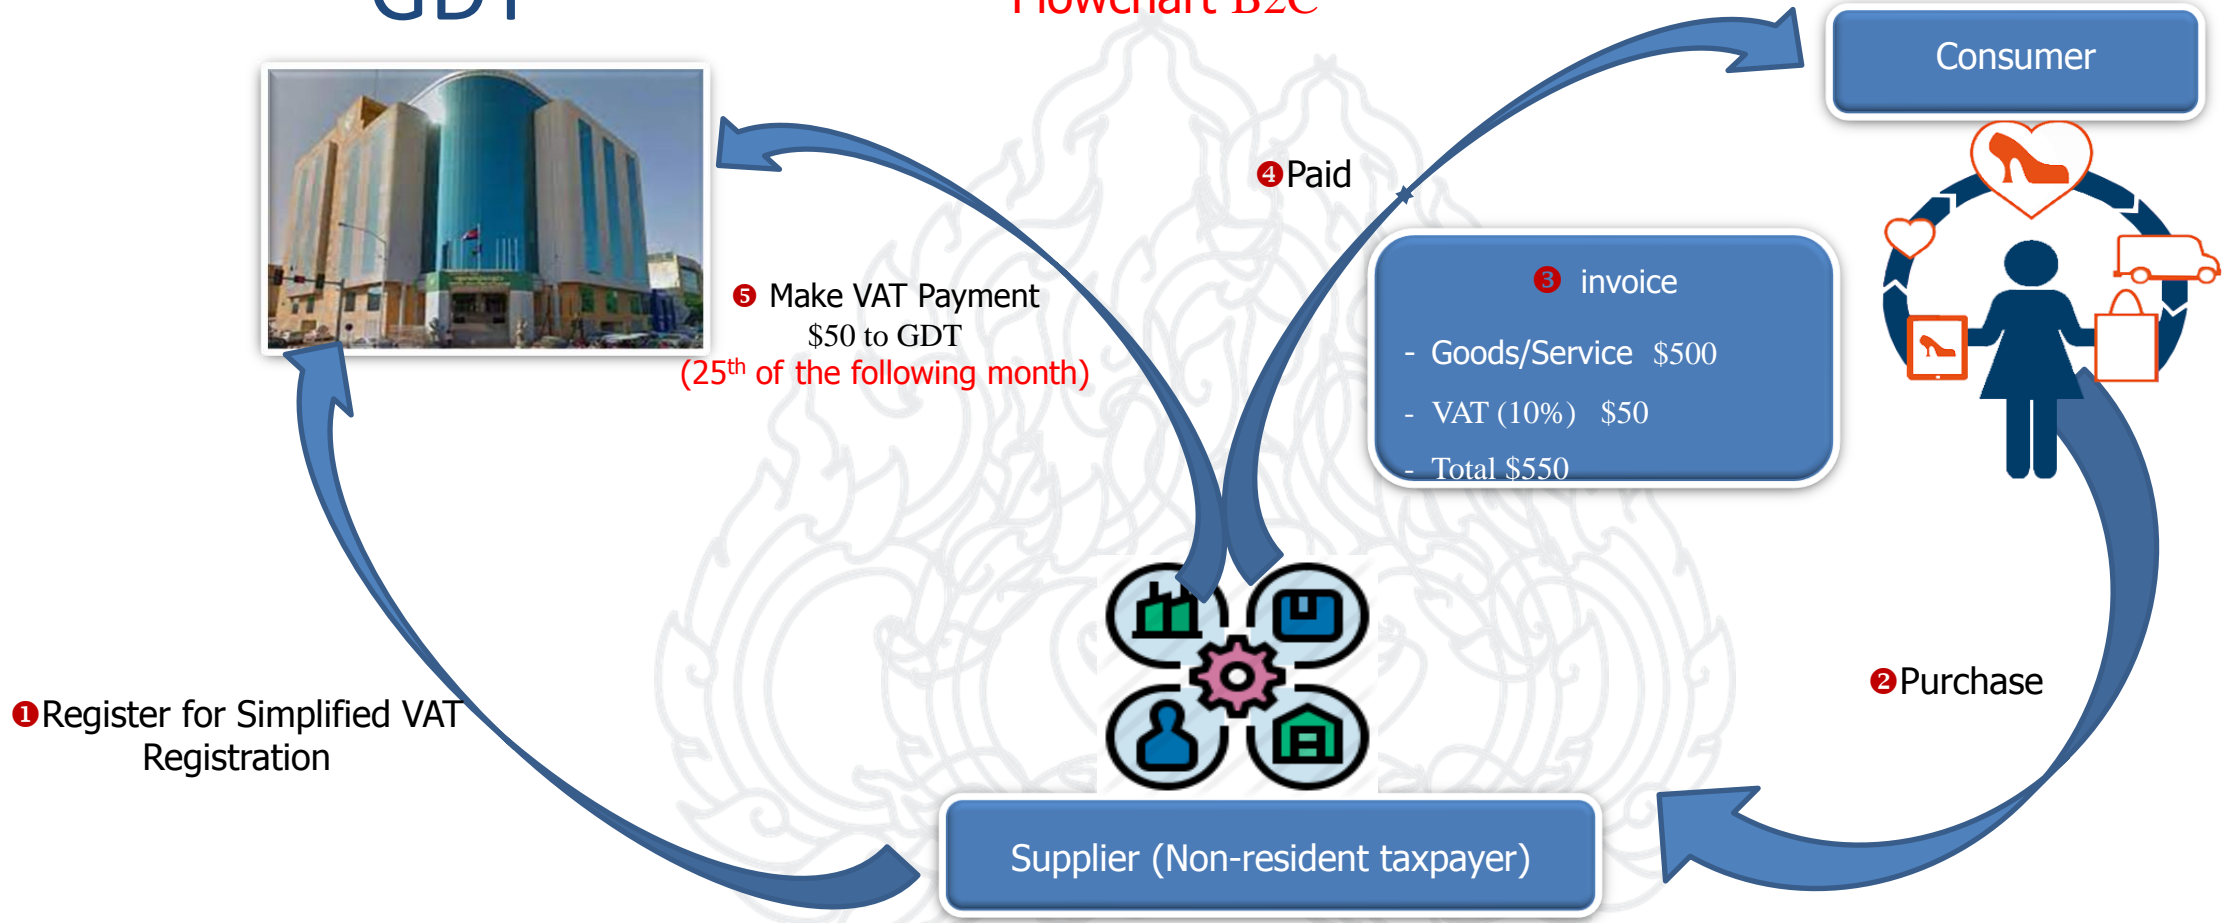 GDT
Flowchart B2C
Consumer
❹Paid
❸ invoice
- Goods/Service $500
- VAT (10%) $50
- Total $550
❺ Make VAT Payment
$50 to GDT
(25th of the following month)
❷Purchase
❶Register for Simplified VAT
Registration
Supplier (Non-resident taxpayer)